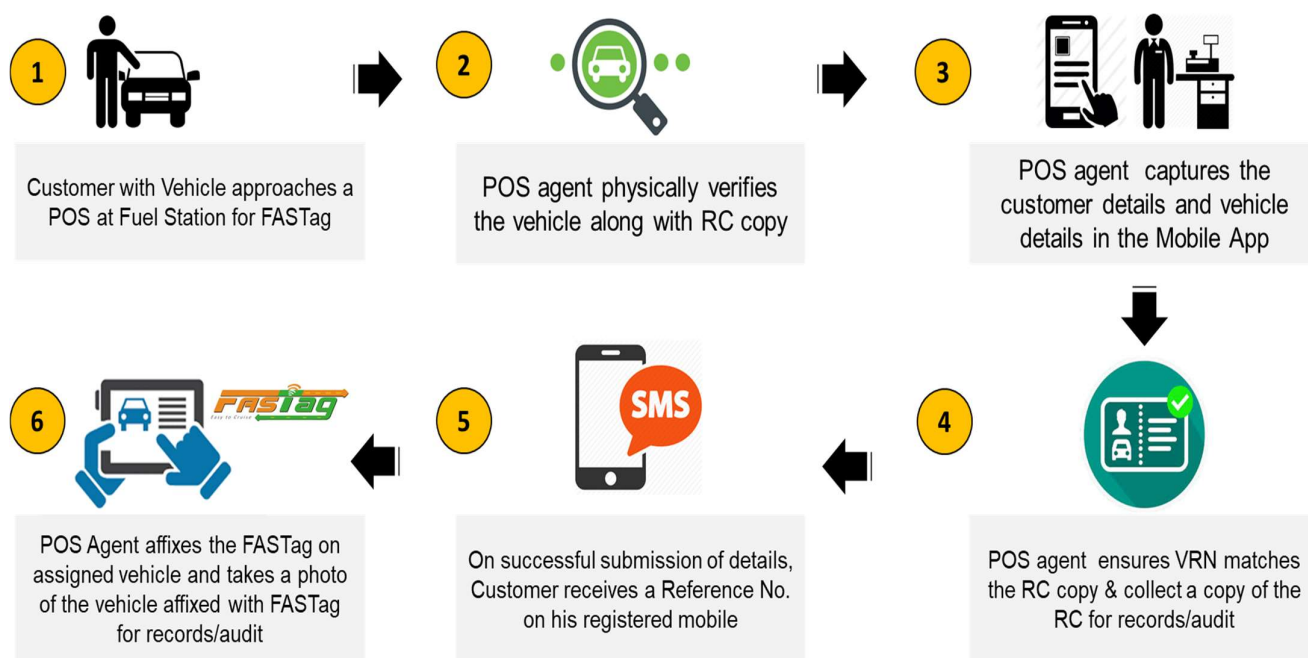 1
Customer with Vehicle approaches a
POS at Fuel Station for FASTag
2
POS agent physically verifies
the vehicle along with RC copy
3
POS agent captures the
customer details and vehicle
details in the Mobile App
4
POS agent ensures VRN matches
the RC copy & collect a copy of the
RC for records/audit
5
SMS
On successful submission of details,
Customer receives a Reference No.
on his registered mobile
6
FASTag
Easy to Cruise
POS Agent affixes the FASTag on
assigned vehicle and takes a photo
of the vehicle affixed with FASTag
for records/audit